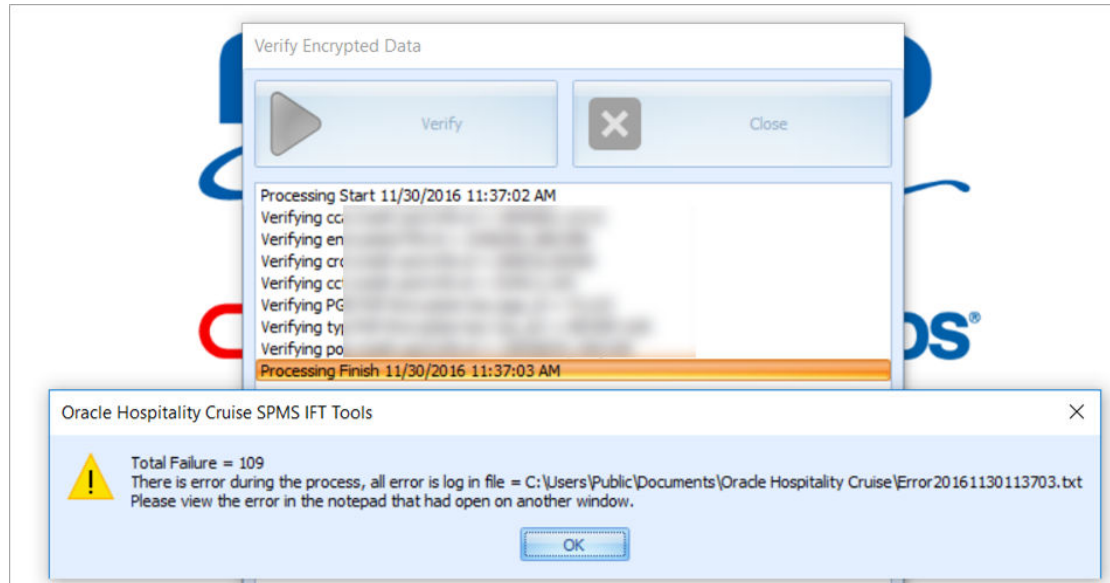 Verify Encrypted Data
Verify
Close
Processing Start 11/30/2016 11:37:02 AM
Verifying
Verifying
Verifying
Verifying
Verifying PG
Verifying
Verifying
Processing Finish 11/30/2016 11:37:03 AM
Oracle Hospitality Cruise SPMS IFT Tools
Total Failure = 109
There is error during the process, all error is log in file = C:\Users\Public\Documents\Oracle Hospitality Cruise\Error20161130113703.txt
Please view the error in the notepad that had open on another window.
OK